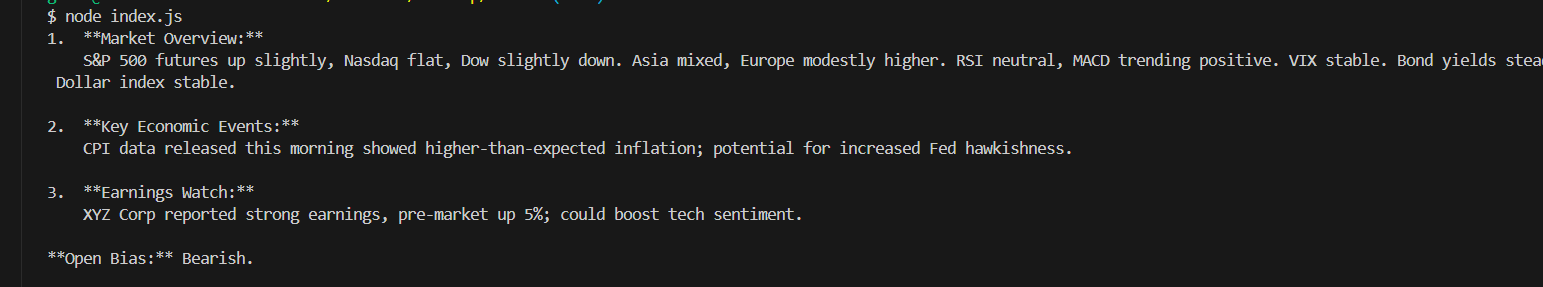 $ node index.js
1.  **Market Overview:**
    S&P 500 futures up slightly, Nasdaq flat, Dow slightly down. Asia mixed, Europe modestly higher. RSI neutral, MACD trending positive. VIX stable. Bond yields
 Dollar index stable.
2.  **Key Economic Events:**
    CPI data released this morning showed higher-than-expected inflation; potential for increased Fed hawkishness.
3.  **Earnings Watch:**
    XYZ Corp reported strong earnings, pre-market up 5%; could boost tech sentiment.
**Open Bias:** Bearish.